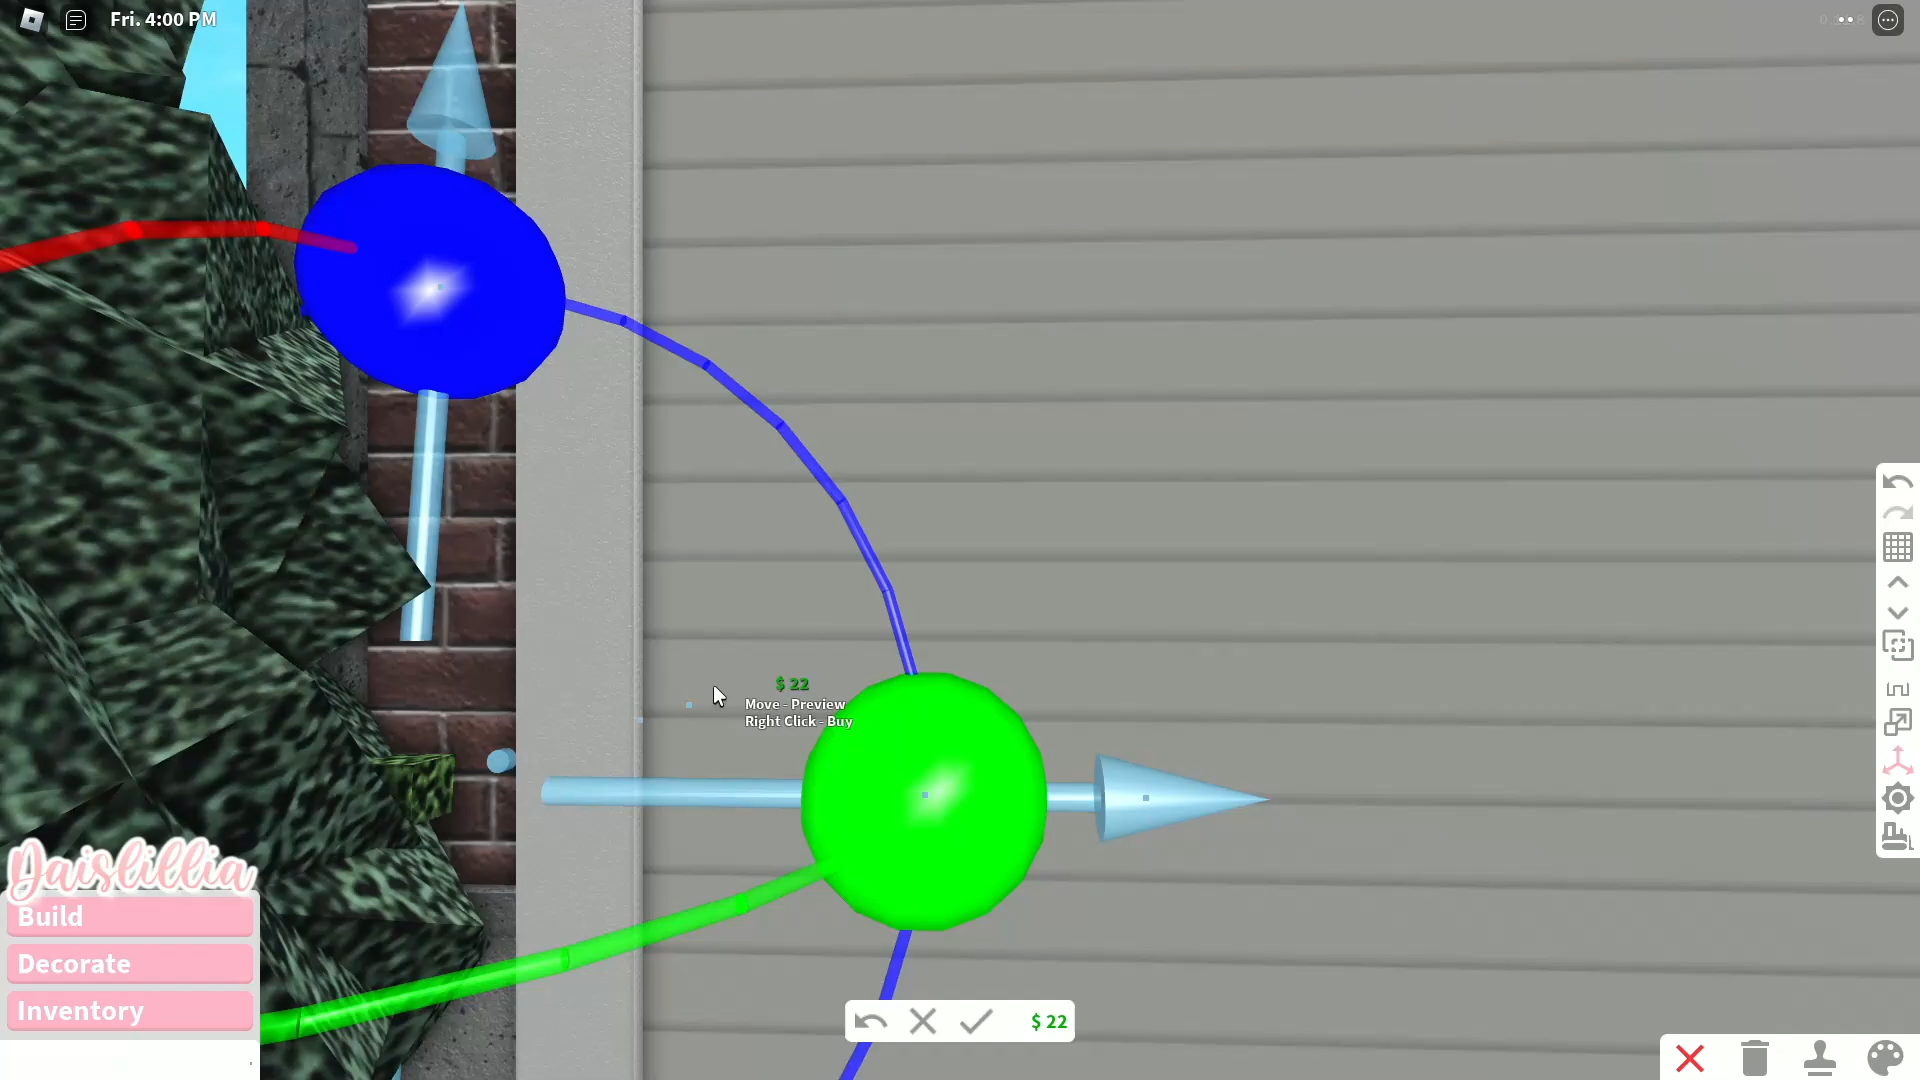 Fri. 4:00 PM
$ 22
Move - Preview
Right Click - Buy
Daislillia
Build
Decorate
Inventory
$ 22